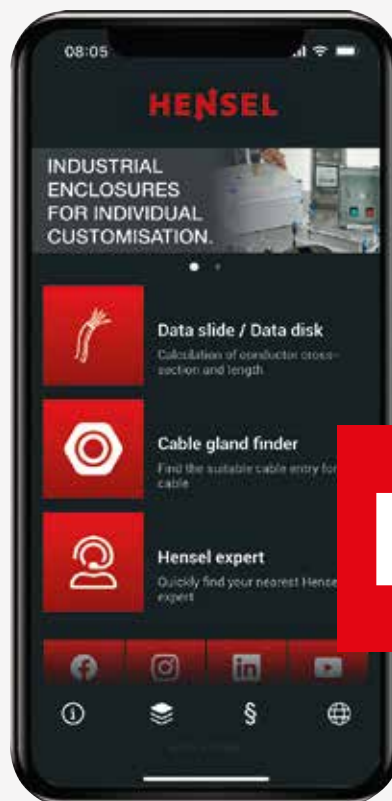 08:05
HENSEL
INDUSTRIAL
ENCLOSURES
FOR INDIVIDUAL
CUSTOMISATION.
Data slide / Data disk
Calculation of conductor cross-
section and length
Cable gland finder
Find the suitable cable entry for
cable
Hensel expert
Quickly find your nearest Hense
expert
in
§